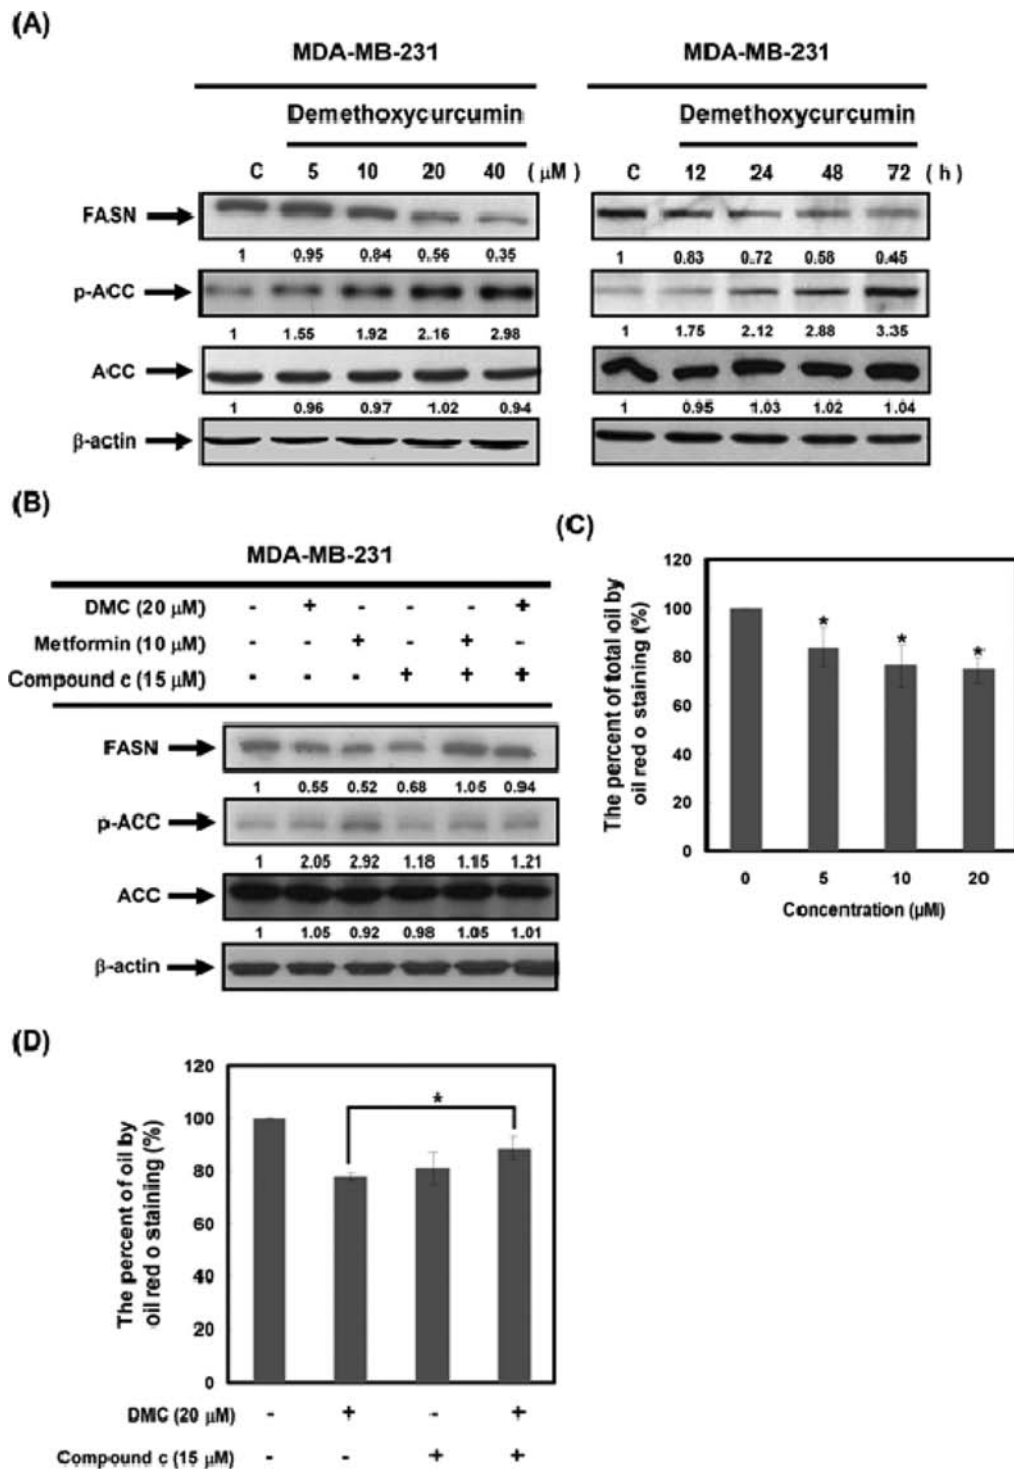 (A)
MDA-MB-231
Demethoxycurcumin
C 5 10 20 40 (μM)
FASN
1 0.95 0.84 0.56 0.35
p-ACC
1 1.55 1.92 2.16 2.98
ACC
1 0.96 0.97 1.02 0.94
β-actin
MDA-MB-231
Demethoxycurcumin
C 12 24 48 72 (h)
1 0.83 0.72 0.58 0.45
1 1.75 2.12 2.88 3.35
1 0.95 1.03 1.02 1.04
(B)
MDA-MB-231
DMC (20 μM) - + - - - +
Metformin (10 μM) - - + - + -
Compound c (15 μM) - - - + + +
FASN
1 0.55 0.52 0.68 1.05 0.94
p-ACC
1 2.05 2.92 1.18 1.15 1.21
ACC
1 1.05 0.92 0.98 1.05 1.01
β-actin
(C)
The percent of total oil by
oil red o staining (%)
120
100
80
60
40
20
0
* * *
0 5 10 20
Concentration (μM)
(D)
The percent of oil by
oil red o staining (%)
120
100
80
60
40
20
0
*
DMC (20 μM) - + - +
Compound c (15 μM) - - + +